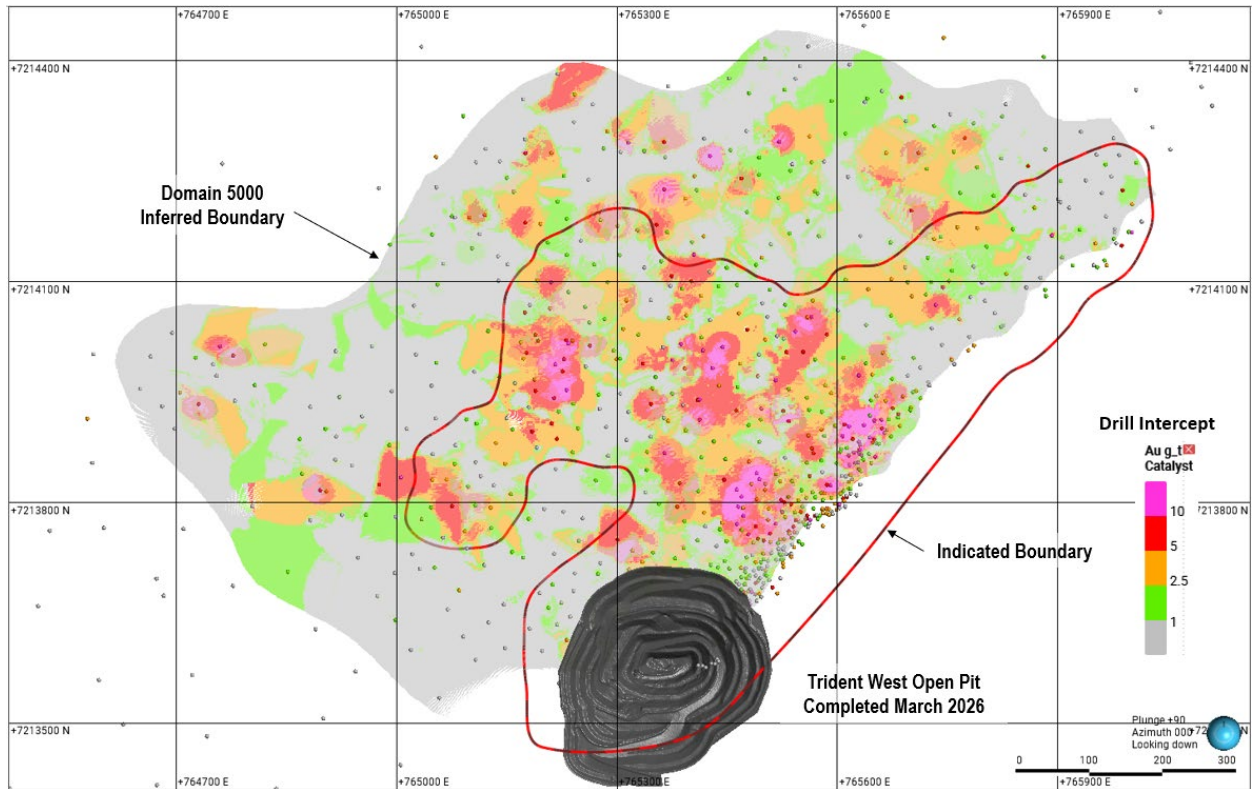 +764700 E
+765000 E
+765300 E
+765600 E
+765900 E
+7214400 N
+7214400 N
Domain 5000
Inferred Boundary
+7214100 N
+7214100 N
Drill Intercept
Au g_t
Catalyst
10
5
2.5
1
+7213800 N
+7213800 N
Indicated Boundary
Trident West Open Pit
Completed March 2026
+7213500 N
Plunge +90
Azimuth 000
Looking down
0 100 200 300
+764700 E
+765000 E
+765300 E
+765600 E
+765900 E